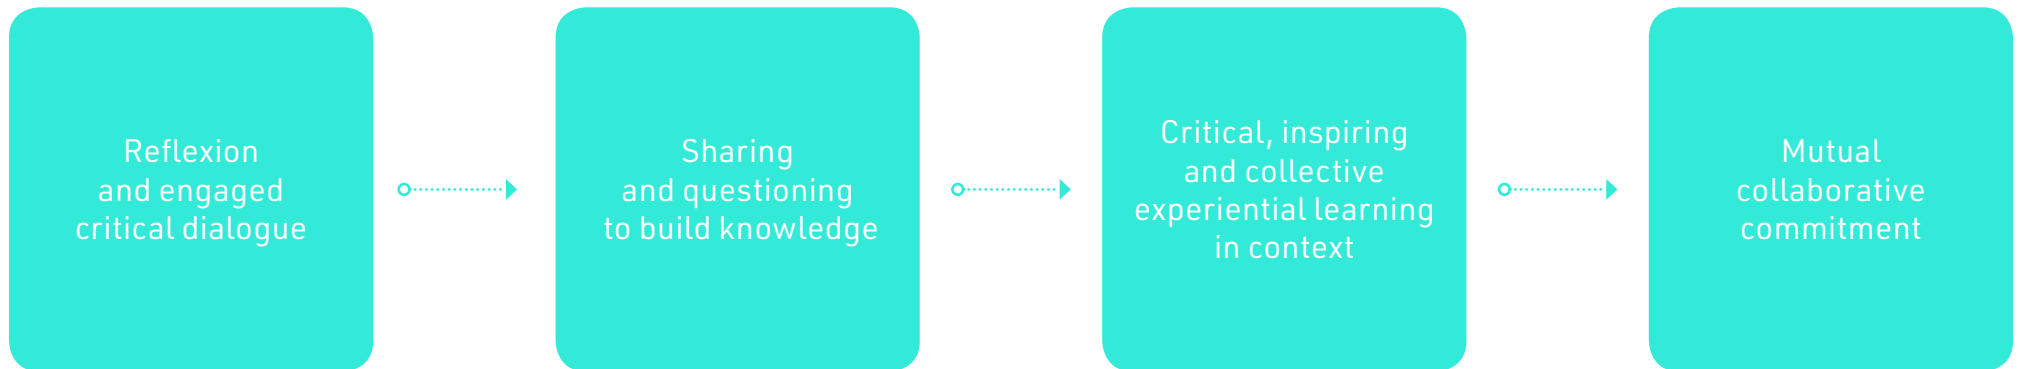 Reflexion
and engaged
critical dialogue
Sharing
and questioning
to build knowledge
Critical, inspiring
and collective
experiential learning
in context
Mutual
collaborative
commitment